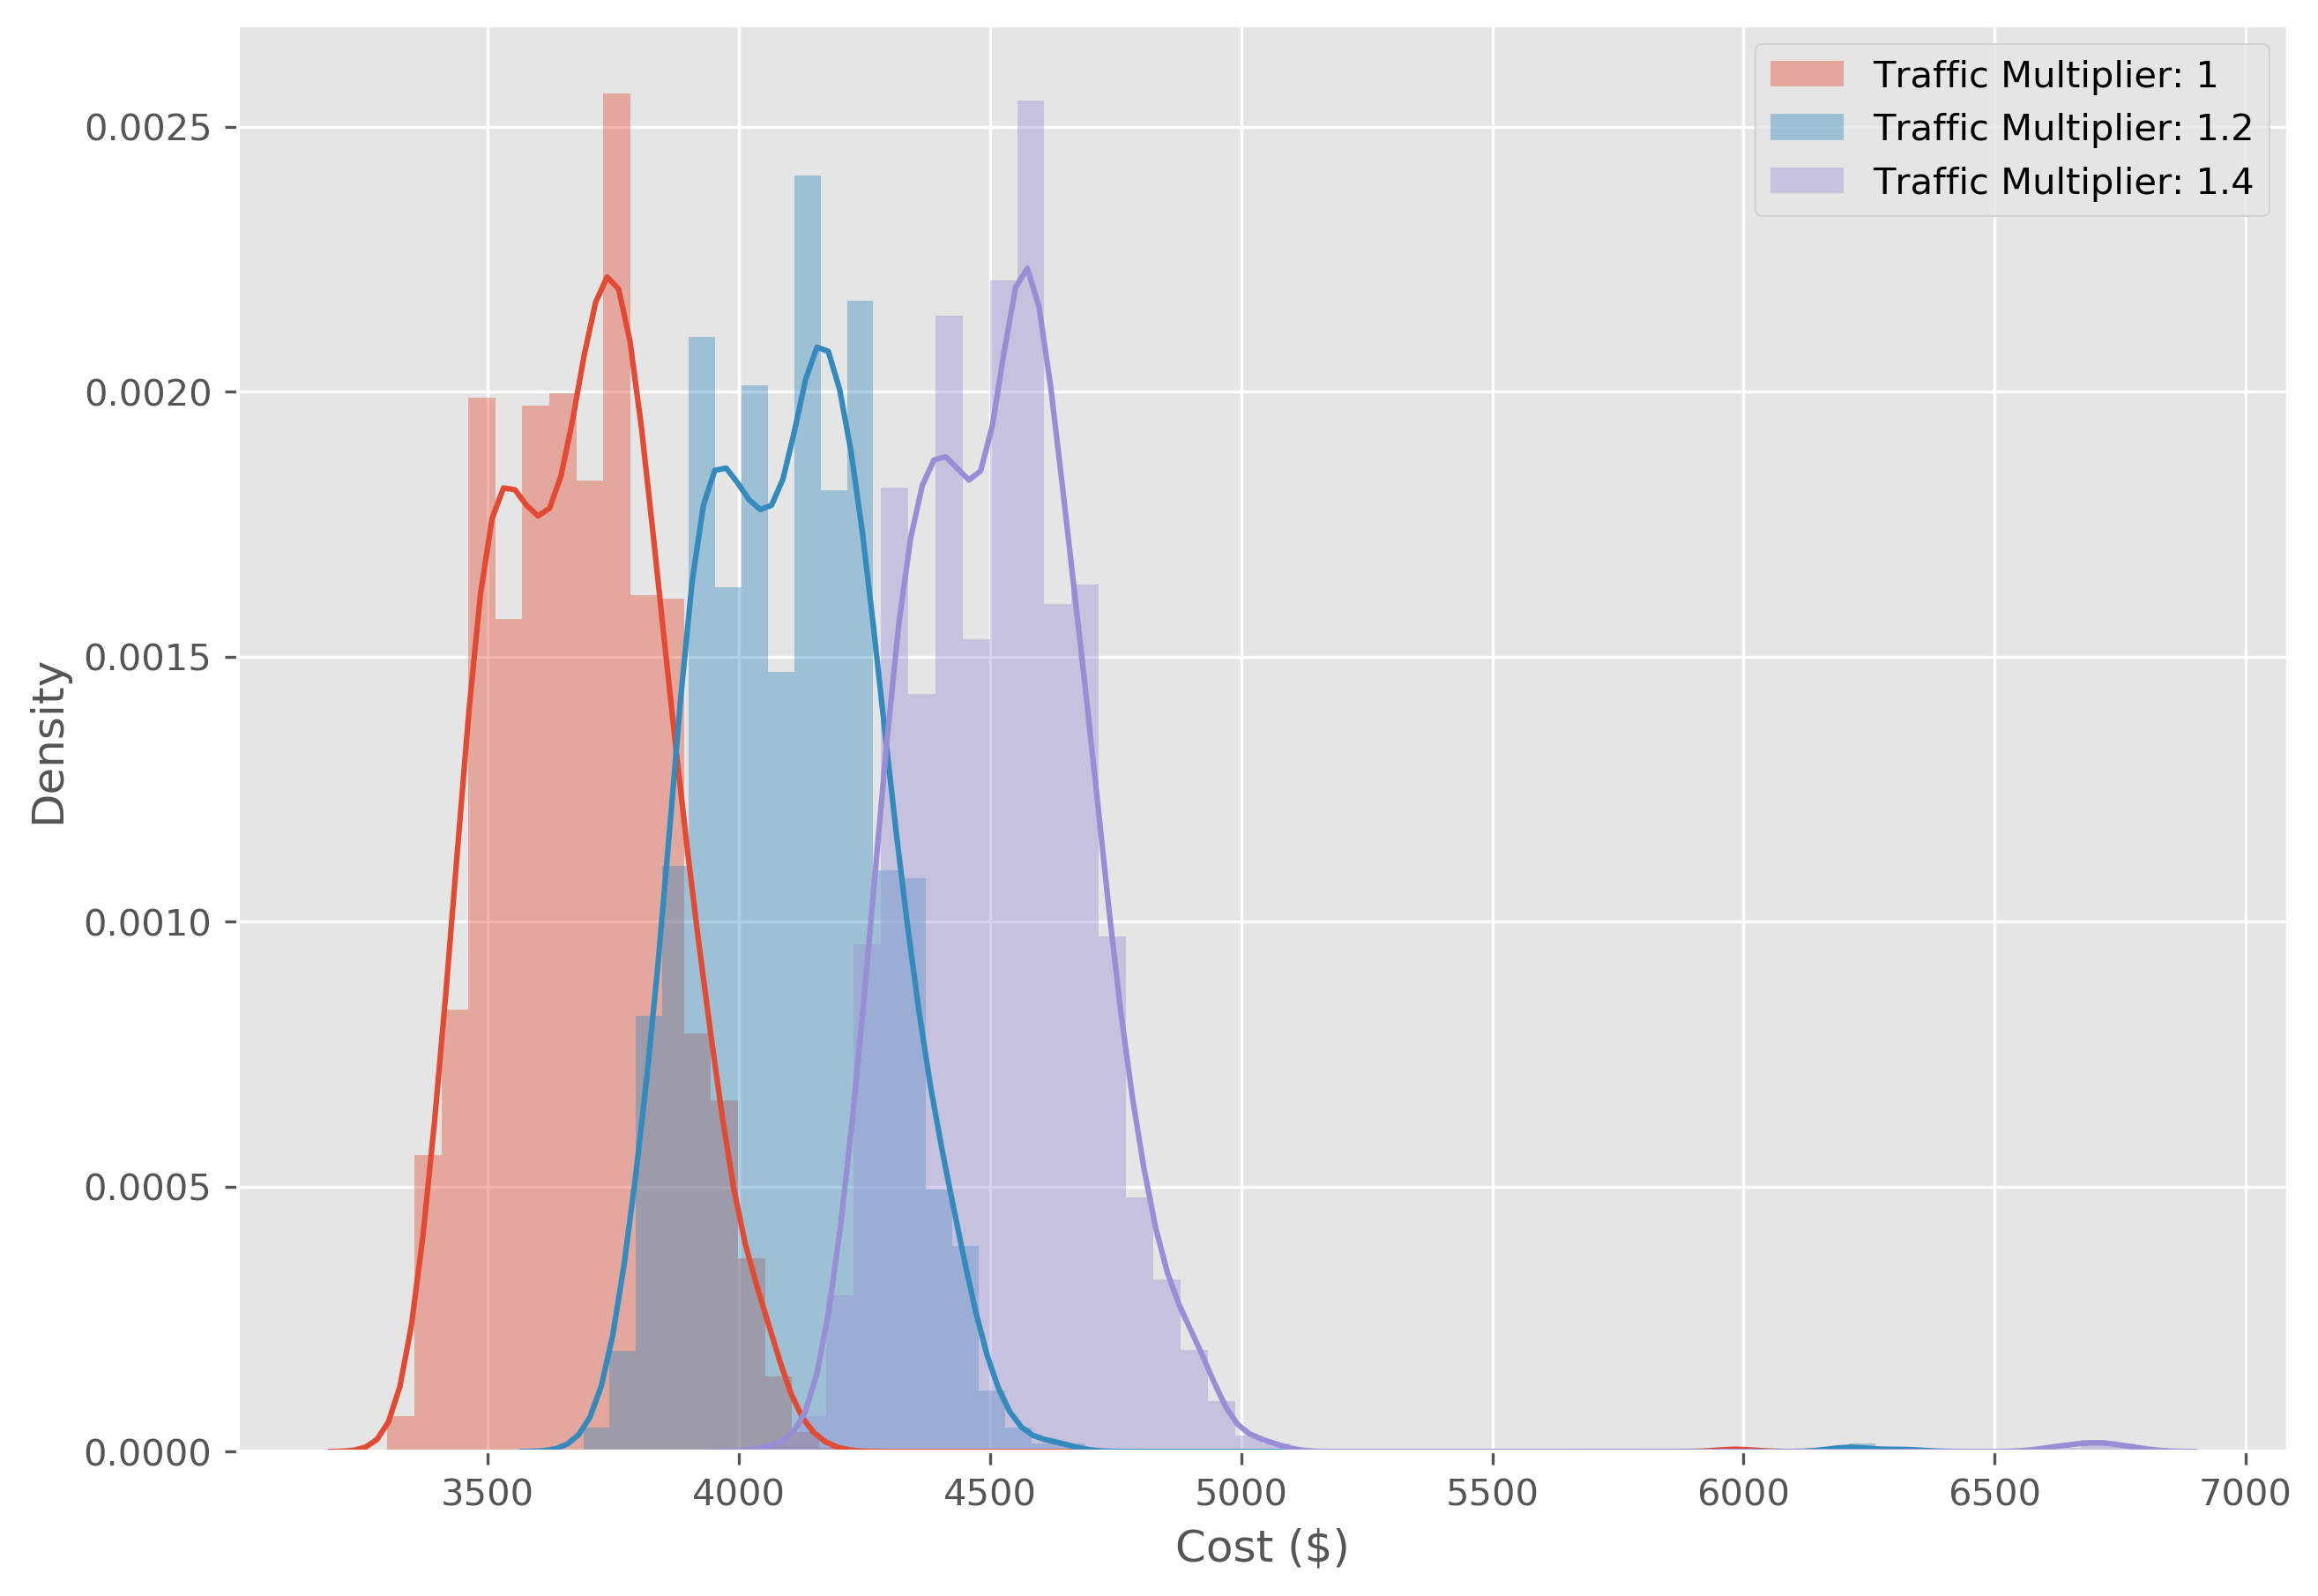 Traffic Multiplier: 1
Traffic Multiplier: 1.2
Traffic Multiplier: 1.4
0.0025
0.0020
0.0015
0.0010
0.0005
0.0000
Density
3500 4000 4500 5000 5500 6000 6500 7000
Cost ($)